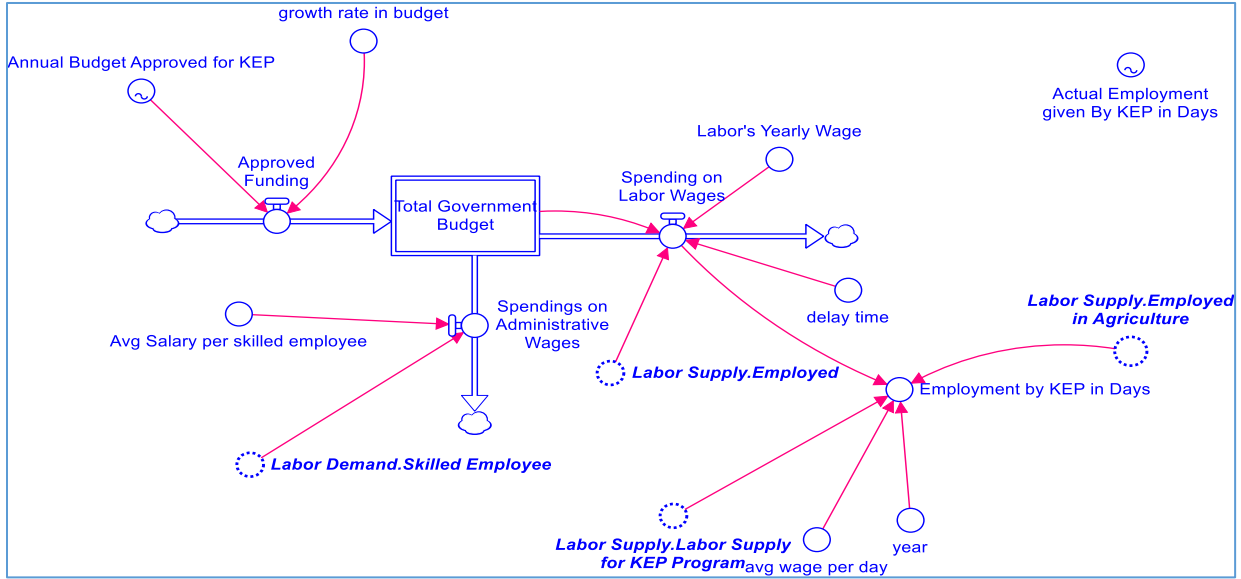 growth rate in budget
Annual Budget Approved for KEP
Actual Employment
given By KEP in Days
Labor's Yearly Wage
Approved
Funding
Spending on
Labor Wages
Total Government
Budget
Labor Supply.Employed
in Agriculture
Spendings on
Administrative
Wages
delay time
Avg Salary per skilled employee
Labor Supply.Employed
Employment by KEP in Days
Labor Demand.Skilled Employee
Labor Supply.Labor Supply
for KEP Program
avg wage per day
year